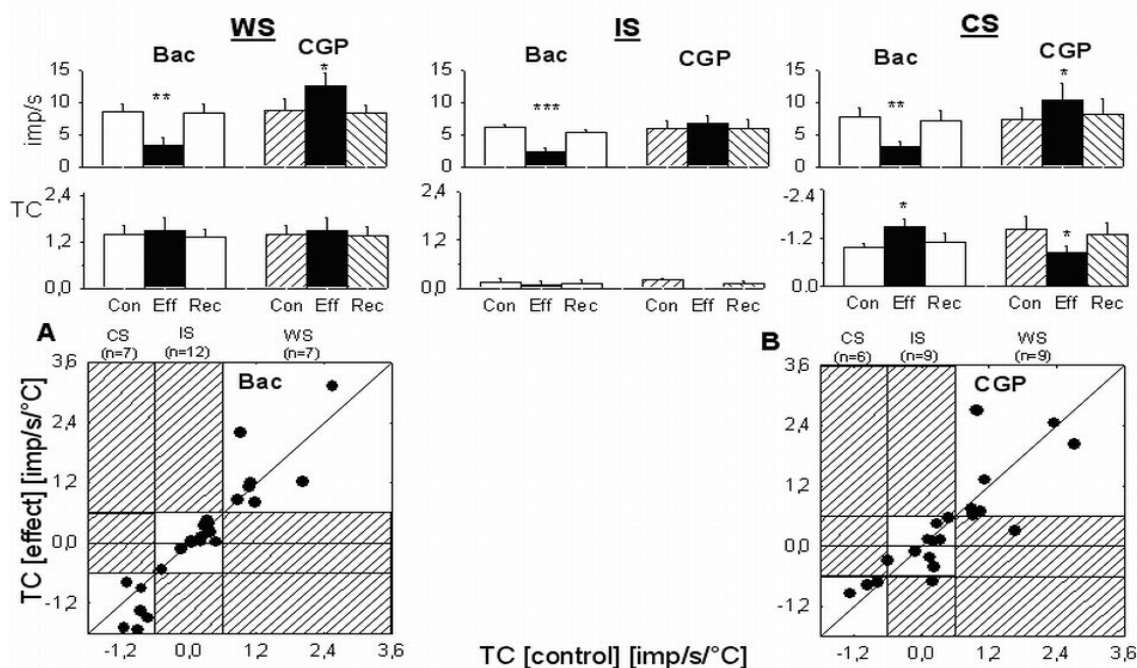 WS IS CS
Bac CGP Bac CGP Bac CGP
15 * 15 15 *
10 ** 10 *** 10 **
5 5 5
0 0 0
imp/s
2,4 2,4 -2.4
TC * *
1,2 1,2 -1.2
0,0 0,0 -0.0
Con Eff Rec Con Eff Rec Con Eff Rec Con Eff Rec Con Eff Rec Con Eff Rec
A CS IS WS B CS IS WS
(n=7) (n=12) (n=7) (n=6) (n=9) (n=9)
3,6 Bac 3,6 CGP
2,4 2,4
1,2 1,2
0,0 0,0
-1,2 -1,2
TC [effect] [imp/s/°C]
-1,2 0,0 1,2 2,4 3,6 -1,2 0,0 1,2 2,4 3,6
TC [control] [imp/s/°C]